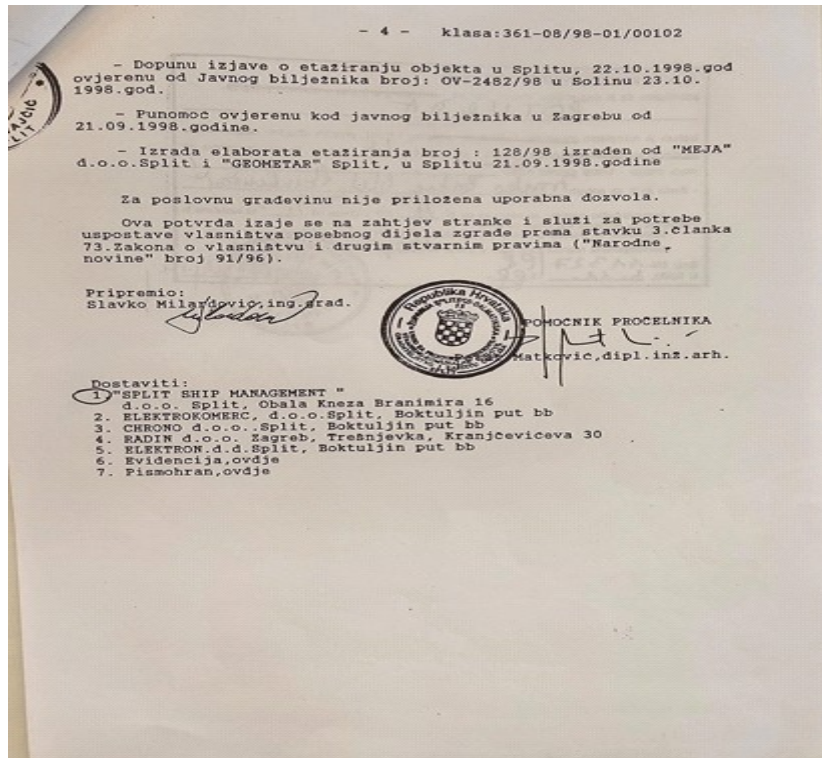 - 4 - klasa:361-08/98-01/00102
- Dopunu izjave o etažiranju objekta u Splitu, 22.10.1998.god
ovjerenu od Javnog bilježnika broj: OV-2482/98 u Solinu 23.10.
1998.god.
- Punomoć ovjerenu kod javnog bilježnika u Zagrebu od
21.09.1998.godine.
- Izrada elaborata etažiranja broj : 128/98 izrađen od "MEJA"
d.o.o.Split i "GEOMETAR" Split, u Splitu 21.09.1998.godine
Za poslovnu građevinu nije priložena uporabna dozvola.
Ova potvrda izaje se na zahtjev stranke i služi za potrebe
uspostave vlasništva posebnog dijela zgrade prema stavku 3.članka
73.Zakona o vlasništvu i drugim stvarnim pravima ("Narodne
novine" broj 91/96).
Pripremio:
Slavko Milardović,ing.građ.
Republika Hrvatska
POMOĆNIK PROČELNIKA
Matković,dipl.inž.arh.
Dostaviti:
1. "SPLIT SHIP MANAGEMENT "
d.o.o. Split, Obala Kneza Branimira 16
2. ELEKTROKOMERC, d.o.o.Split, Boktuljin put bb
3. CHRONO d.o.o..Split, Boktuljin put bb
4. RADIN d.o.o. Zagreb, Trešnjevka, Kranjčevićeva 30
5. ELEKTRON.d.d.Split, Boktuljin put bb
6. Evidencija,ovdje
7. Pismohran,ovdje